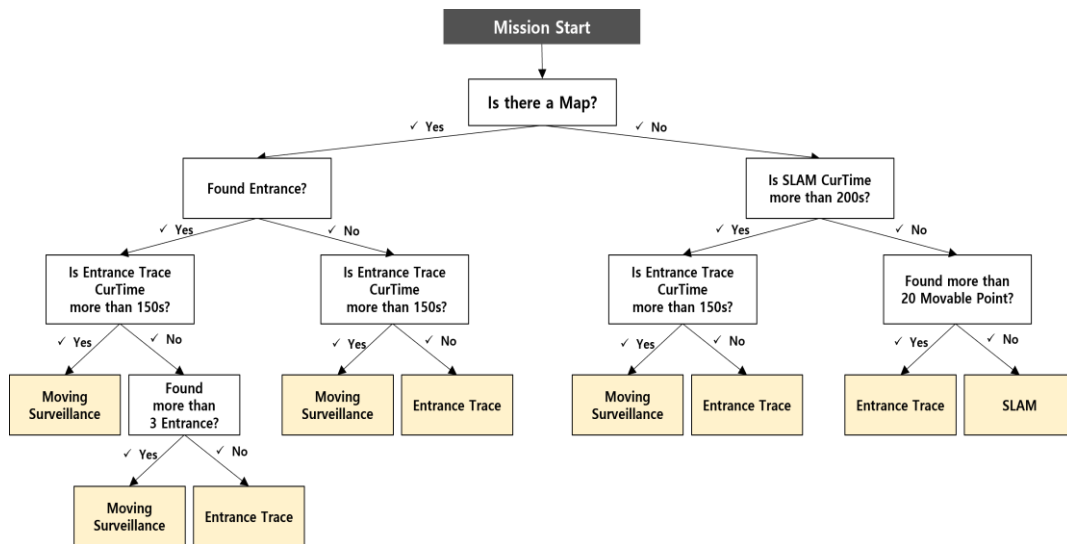 Mission Start
Is there a Map?
✓ Yes
✓ No
Found Entrance?
Is SLAM CurTime
more than 200s?
✓ Yes
✓ No
✓ Yes
✓ No
Is Entrance Trace
CurTime
more than 150s?
Is Entrance Trace
CurTime
more than 150s?
Is Entrance Trace
CurTime
more than 150s?
Found more than
20 Movable Point?
✓ Yes
✓ No
✓ Yes
✓ No
✓ Yes
✓ No
✓ Yes
✓ No
Moving
Surveillance
Found
more than
3 Entrance?
Moving
Surveillance
Entrance Trace
Moving
Surveillance
Entrance Trace
Entrance Trace
SLAM
✓ Yes
✓ No
Moving
Surveillance
Entrance Trace